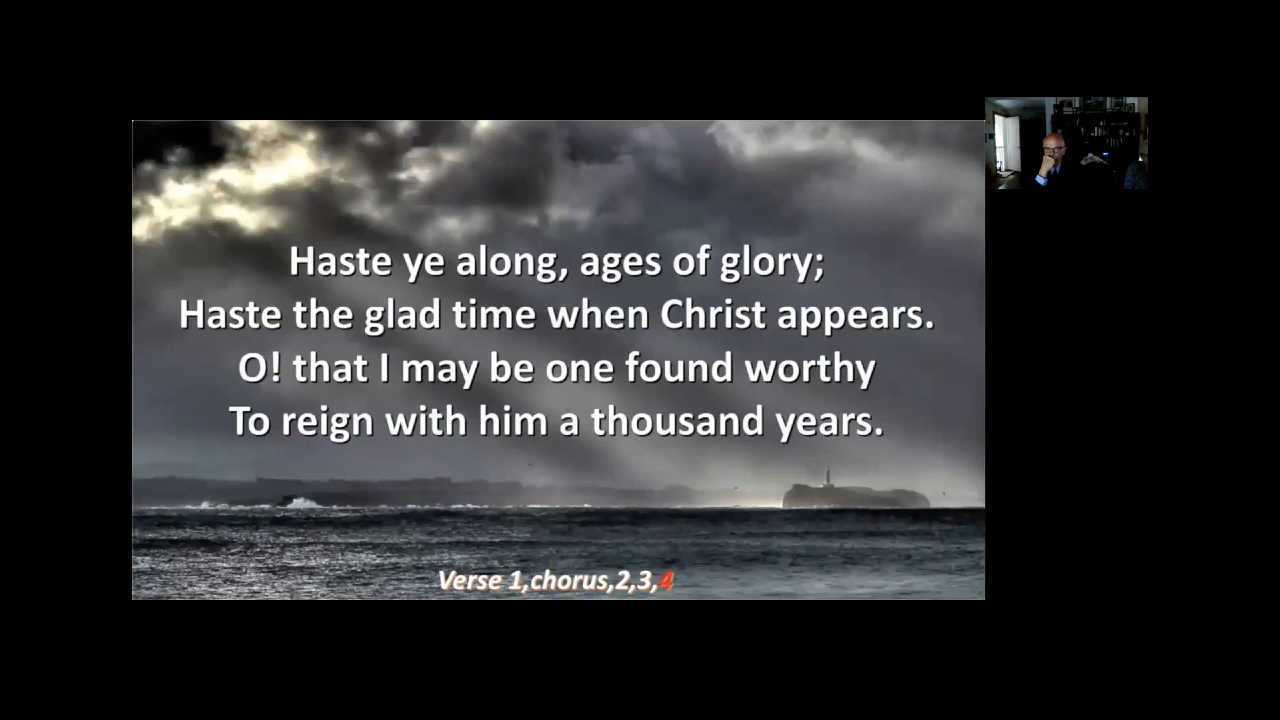 Haste ye along, ages of glory;
Haste the glad time when Christ appears.
O! that I may be one found worthy
To reign with him a thousand years.
Verse 1,chorus,2,3,4